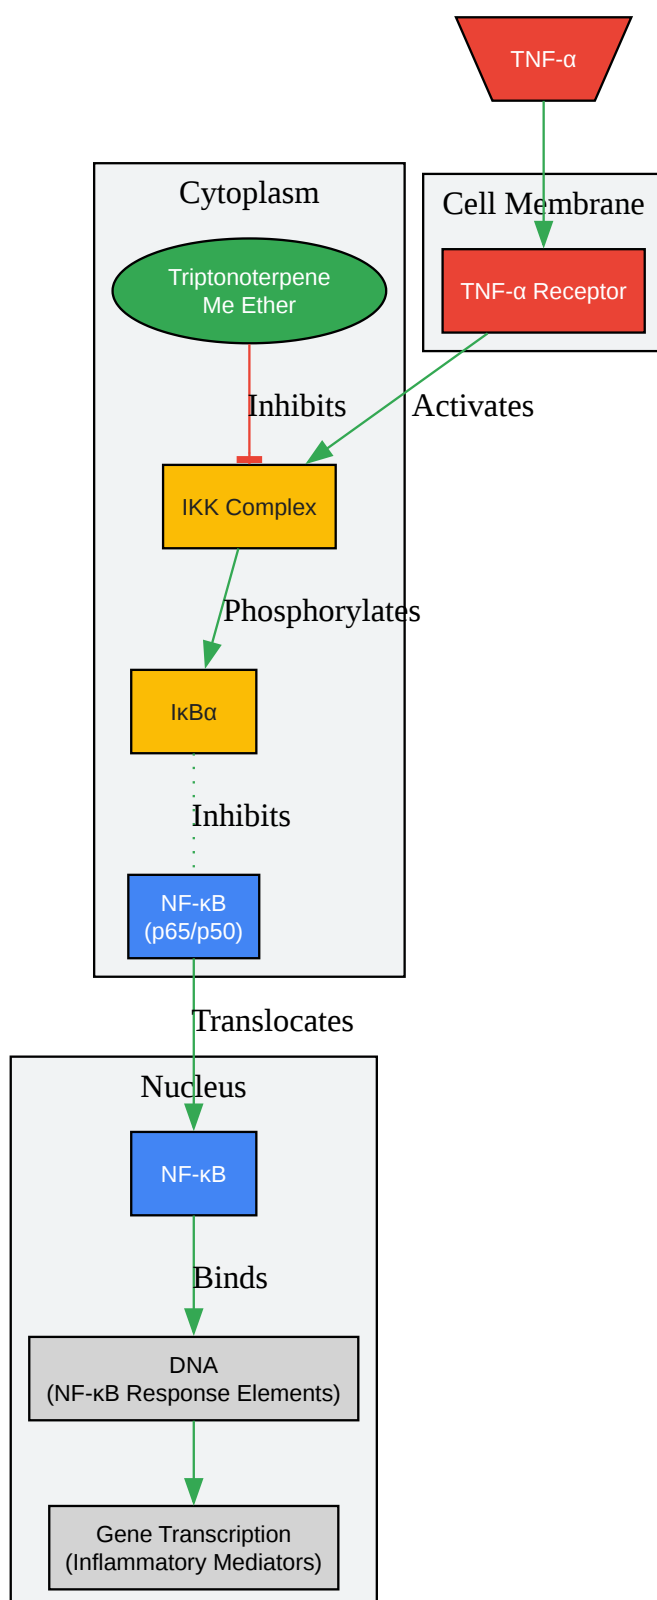 TNF-α
Cytoplasm
Cell Membrane
Triptonoterpene
Me Ether
TNF-α Receptor
Inhibits
Activates
IKK Complex
Phosphorylates
IκBα
Inhibits
NF-κB
(p65/p50)
Translocates
Nucleus
NF-κB
Binds
DNA
(NF-κB Response Elements)
Gene Transcription
(Inflammatory Mediators)